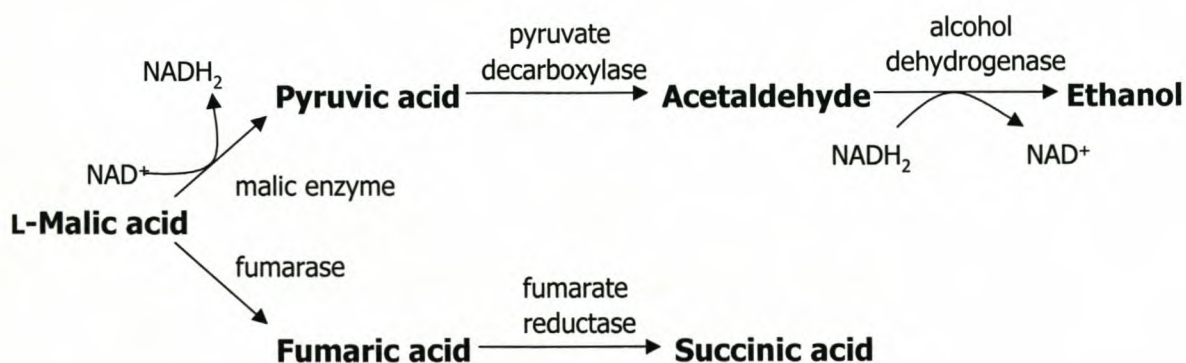 pyruvate
decarboxylase
alcohol
dehydrogenase
NADH₂
Pyruvic acid
Acetaldehyde
Ethanol
NADH₂
NAD⁺
NAD⁺
malic enzyme
L-Malic acid
fumarase
fumarate
reductase
Fumaric acid
Succinic acid